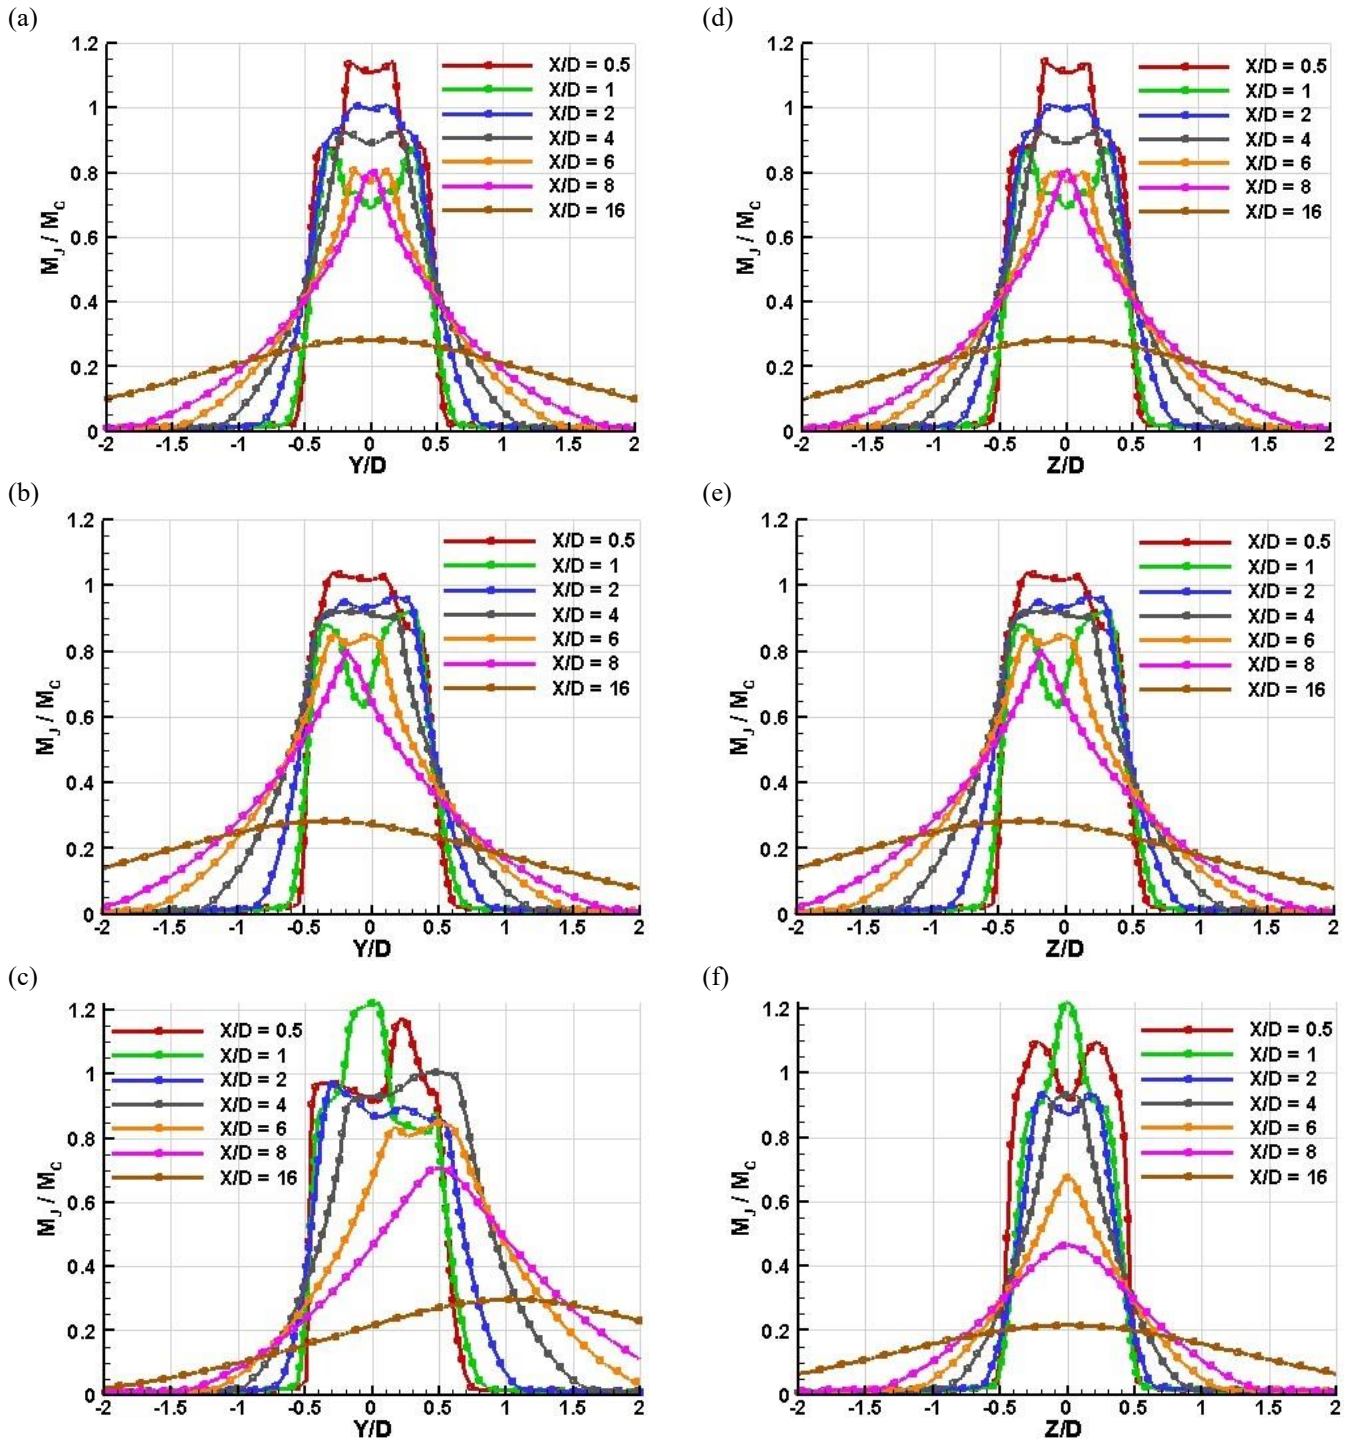 (a)
1.2
1
0.8
0.6
0.4
0.2
0
M_J / M_C
X/D = 0.5
X/D = 1
X/D = 2
X/D = 4
X/D = 6
X/D = 8
X/D = 16
-2 -1.5 -1 -0.5 0 0.5 1 1.5 2
Y/D
(d)
1.2
1
0.8
0.6
0.4
0.2
0
M_J / M_C
X/D = 0.5
X/D = 1
X/D = 2
X/D = 4
X/D = 6
X/D = 8
X/D = 16
-2 -1.5 -1 -0.5 0 0.5 1 1.5 2
Z/D
(b)
1.2
1
0.8
0.6
0.4
0.2
0
M_J / M_C
X/D = 0.5
X/D = 1
X/D = 2
X/D = 4
X/D = 6
X/D = 8
X/D = 16
-2 -1.5 -1 -0.5 0 0.5 1 1.5 2
Y/D
(e)
1.2
1
0.8
0.6
0.4
0.2
0
M_J / M_C
X/D = 0.5
X/D = 1
X/D = 2
X/D = 4
X/D = 6
X/D = 8
X/D = 16
-2 -1.5 -1 -0.5 0 0.5 1 1.5 2
Z/D
(c)
1.2
1
0.8
0.6
0.4
0.2
0
M_J / M_C
X/D = 0.5
X/D = 1
X/D = 2
X/D = 4
X/D = 6
X/D = 8
X/D = 16
-2 -1.5 -1 -0.5 0 0.5 1 1.5 2
Y/D
(f)
1.2
1
0.8
0.6
0.4
0.2
0
M_J / M_C
X/D = 0.5
X/D = 1
X/D = 2
X/D = 4
X/D = 6
X/D = 8
X/D = 16
-2 -1.5 -1 -0.5 0 0.5 1 1.5 2
Z/D